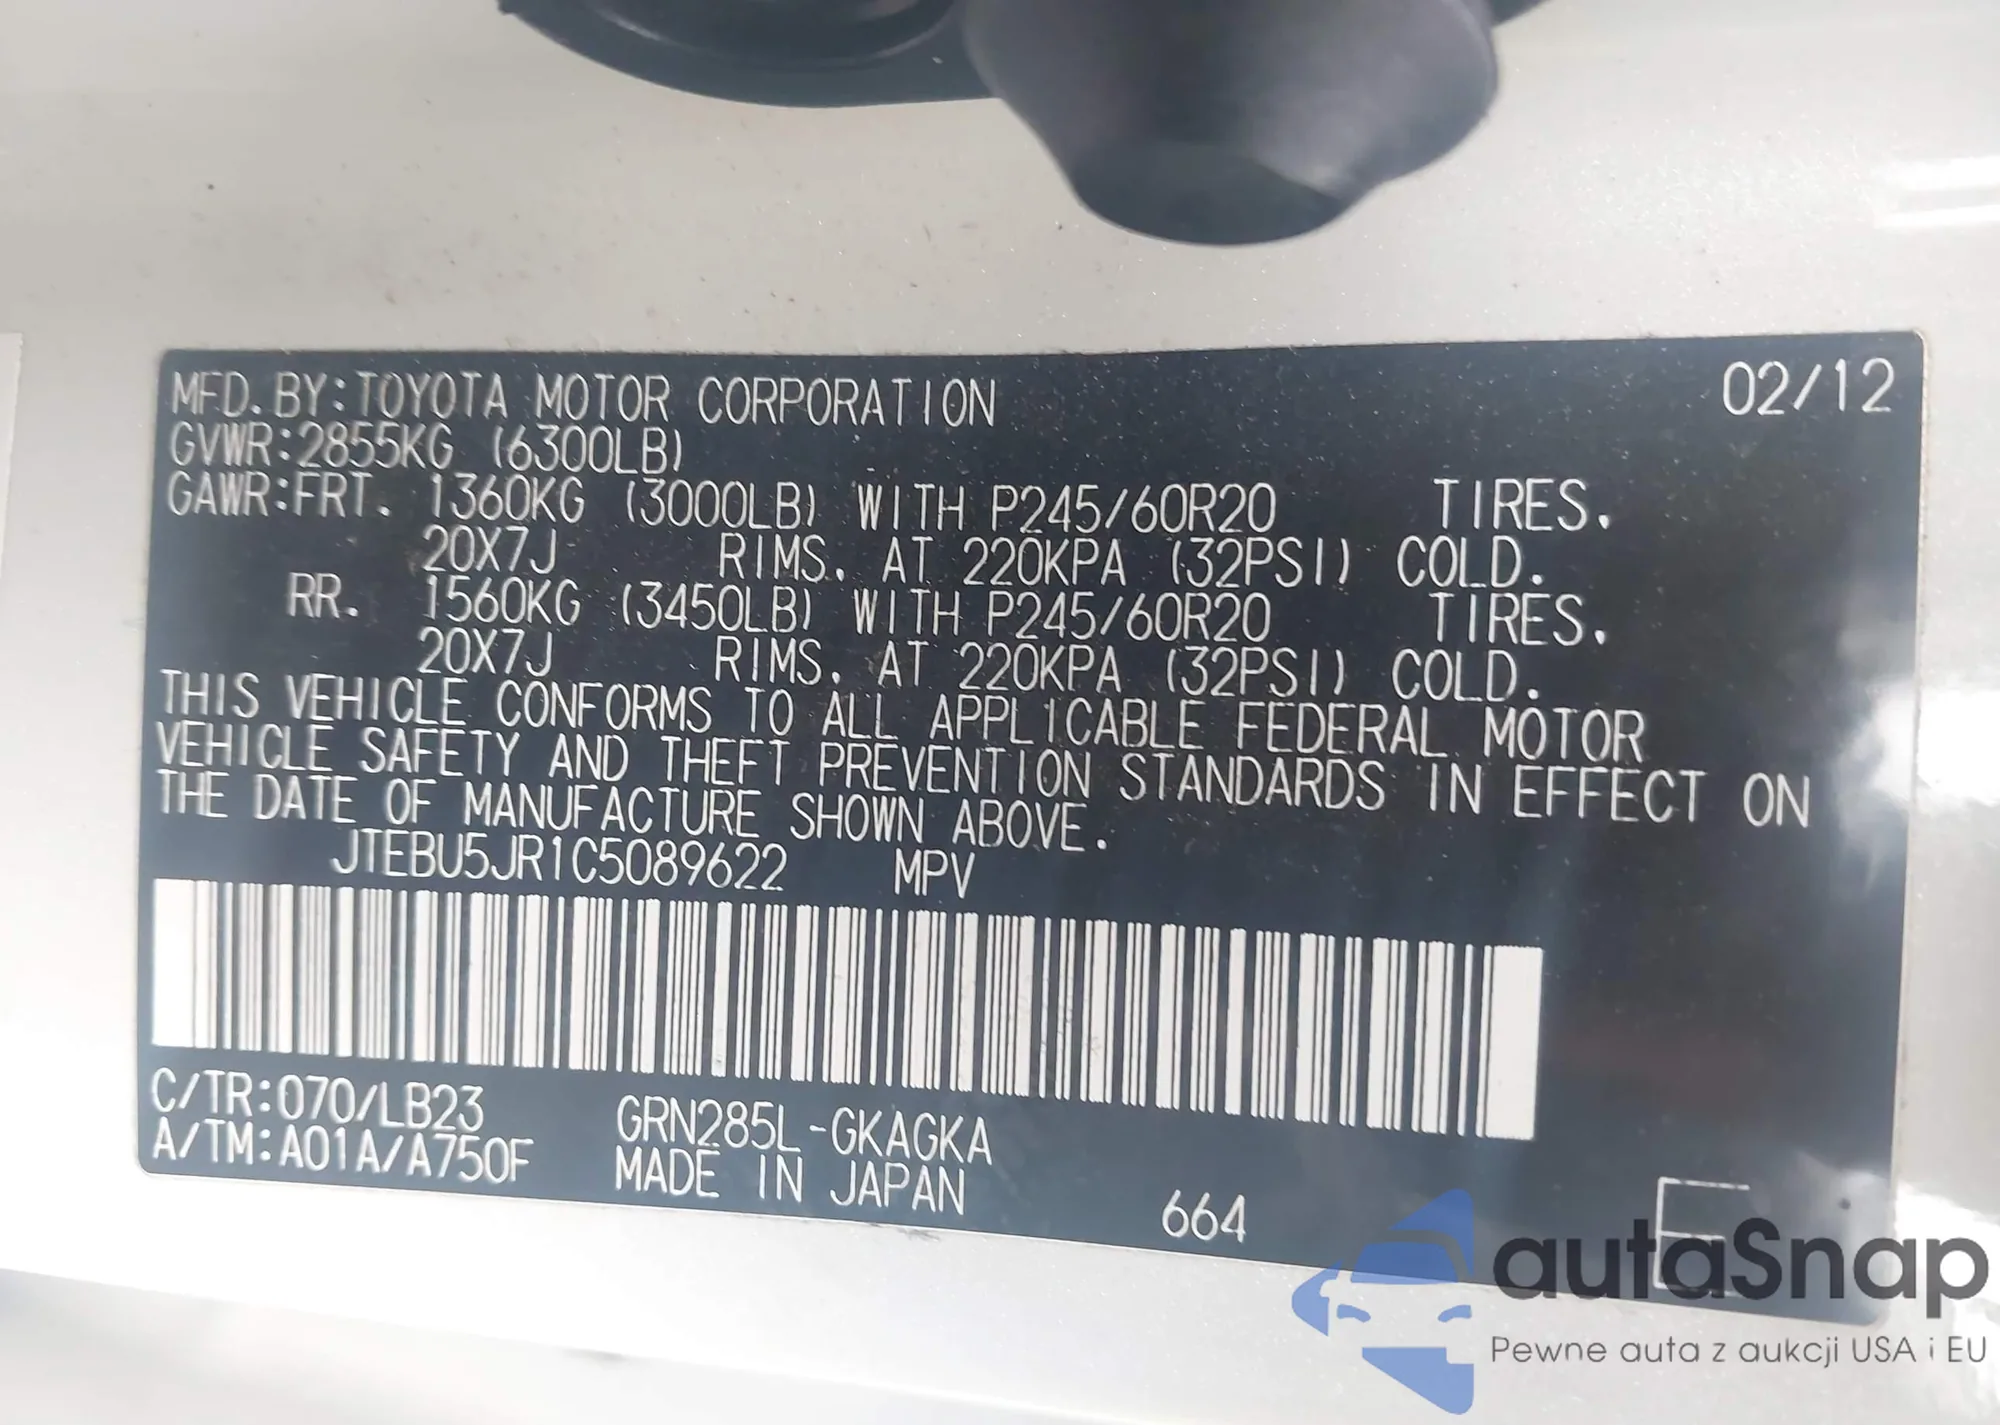 MFD. BY: TOYOTA MOTOR CORPORATION 02/12
GVWR: 2855KG (6300LB)
GAWR: FRT. 1360KG (3000LB) WITH P245/60R20 TIRES.
20X7J RIMS. AT 220KPA (32PSI) COLD.
RR. 1560KG (3450LB) WITH P245/60R20 TIRES.
20X7J RIMS. AT 220KPA (32PSI) COLD.
THIS VEHICLE CONFORMS TO ALL APPLICABLE FEDERAL MOTOR
VEHICLE SAFETY AND THEFT PREVENTION STANDARDS IN EFFECT ON
THE DATE OF MANUFACTURE SHOWN ABOVE.
JTEBU5JR1C5089622 MPV
C/TR: 070/LB23 GRN285L-GKAGKA
A/TM: A01A/A750F MADE IN JAPAN
664
E
autaSnap
Pewne auta z aukcji USA i EU